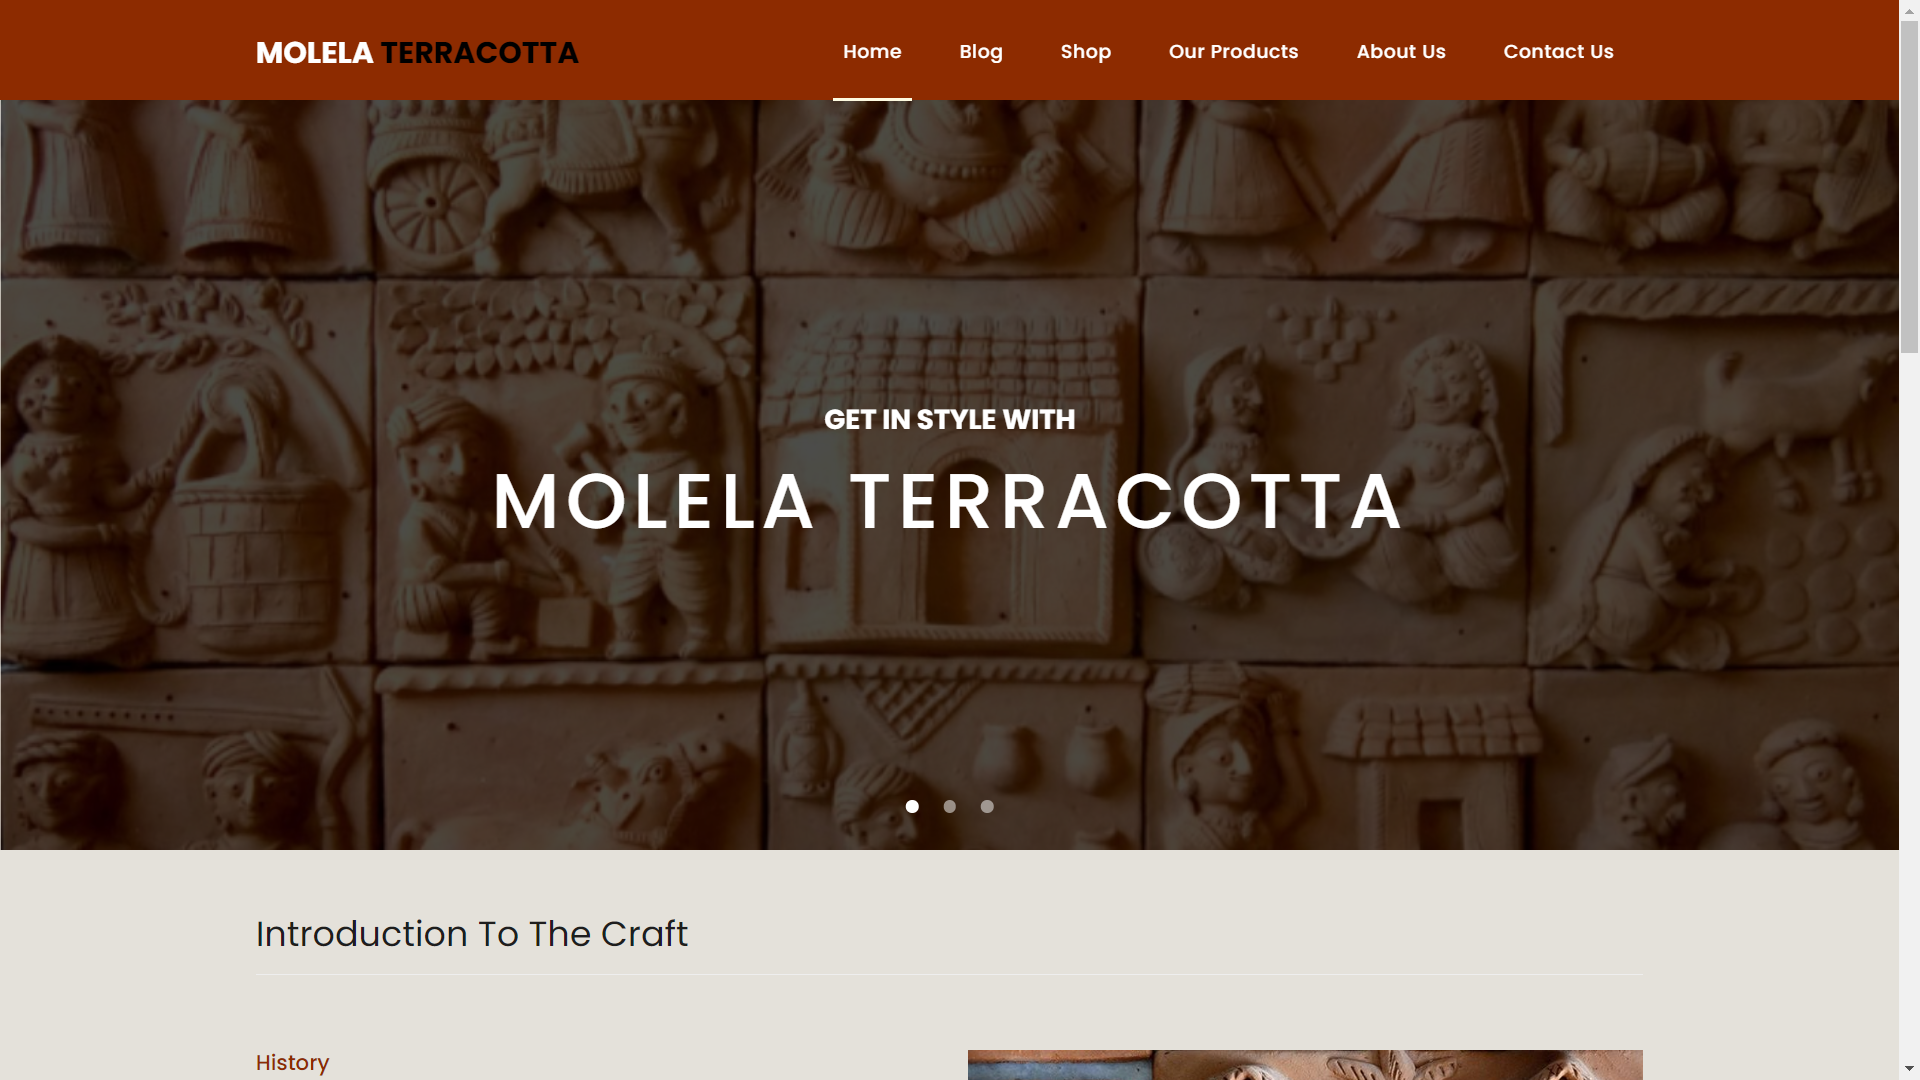 MOLELA TERRACOTTA
Home
Blog
Shop
Our Products
About Us
Contact Us
GET IN STYLE WITH
MOLELA TERRACOTTA
Introduction To The Craft
History